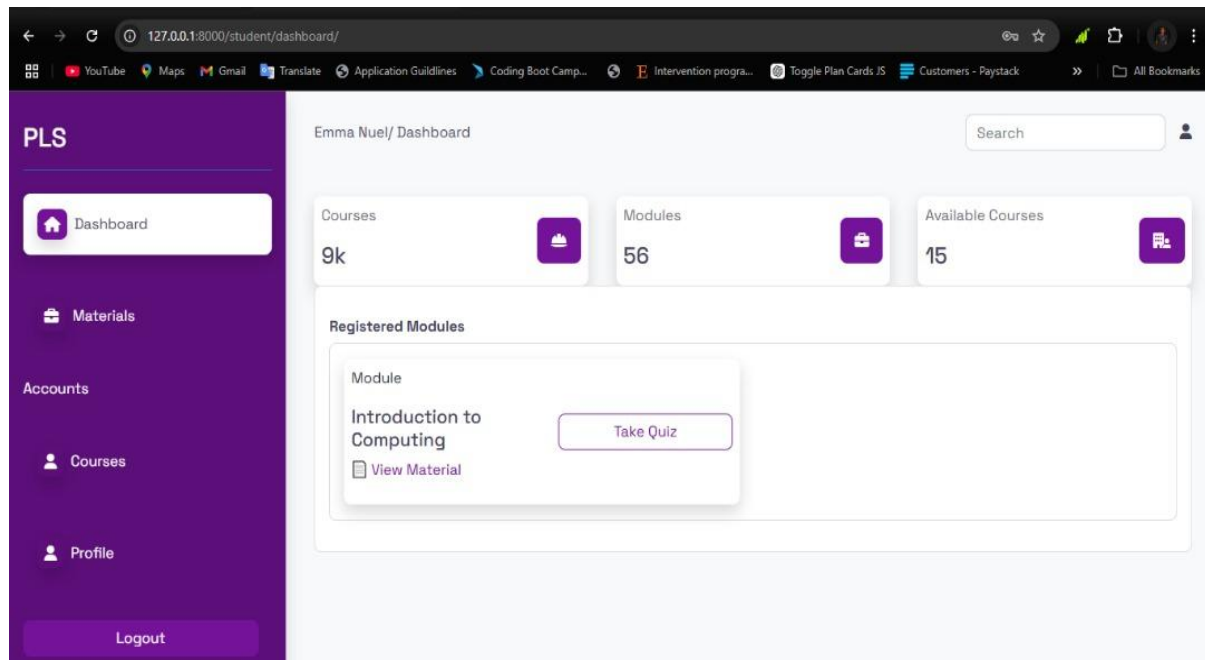 127.0.0.1:8000/student/dashboard/
YouTube Maps Gmail Translate Application Guildlines Coding Boot Camp... Intervention progra... Toggle Plan Cards JS Customers - Paystack » All Bookmarks
PLS
Emma Nuel/ Dashboard
Search
Dashboard
Materials
Accounts
Courses
Profile
Logout
Courses
9k
Modules
56
Available Courses
15
Registered Modules
Module
Introduction to
Computing
Take Quiz
View Material